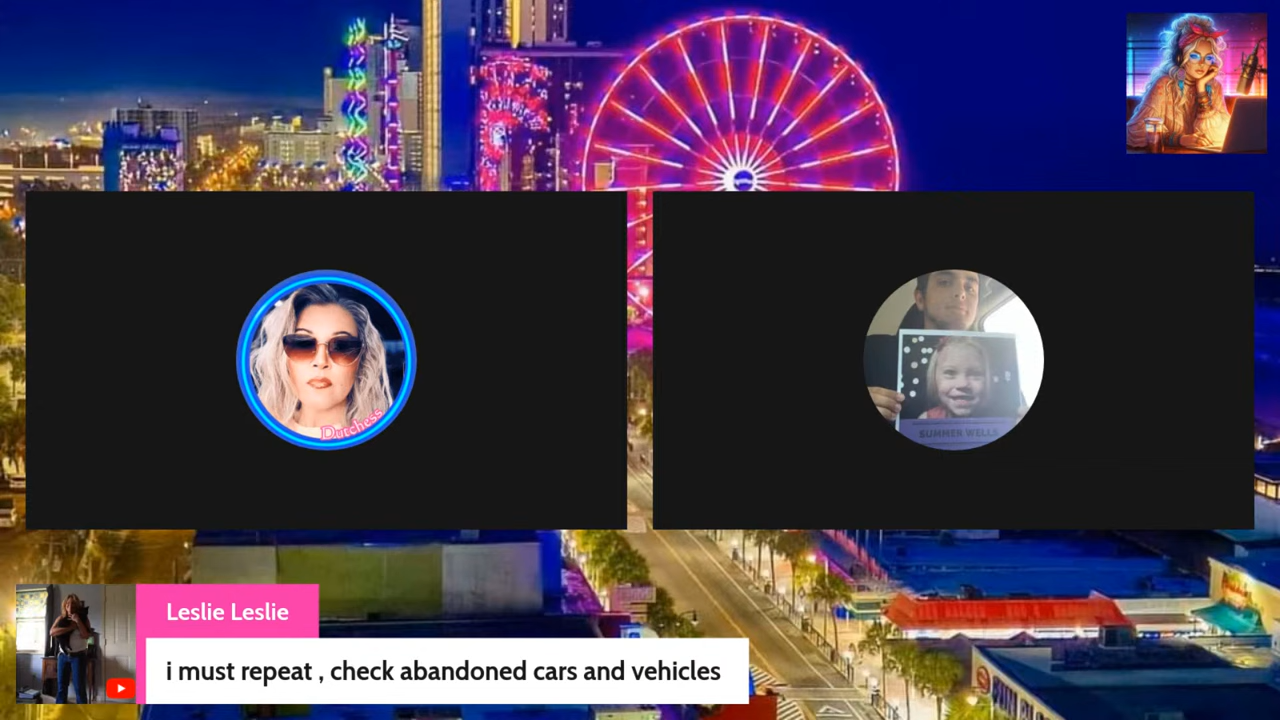 Dutchess
SUMMER WELLS
Leslie Leslie
i must repeat , check abandoned cars and vehicles